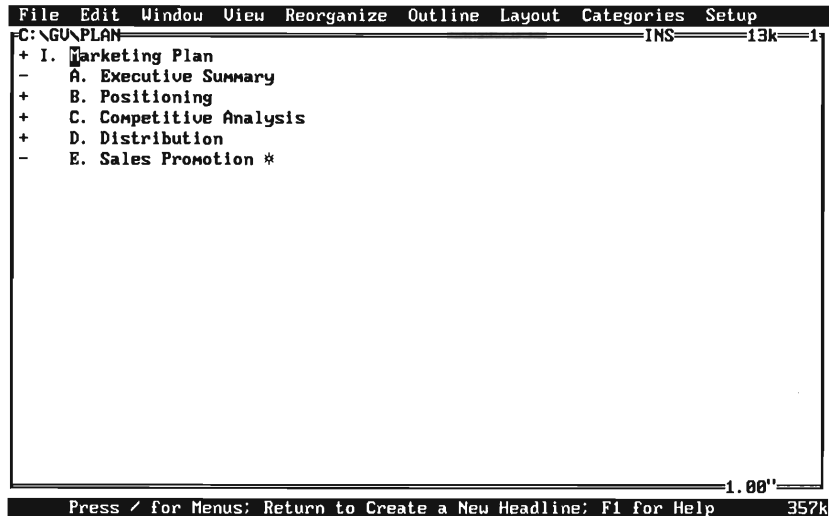 File Edit Window View Reorganize Outline Layout Categories Setup
C:\GV\PLAN INS 13k 1
+ I. Marketing Plan
- A. Executive Summary
+ B. Positioning
+ C. Competitive Analysis
+ D. Distribution
- E. Sales Promotion ☼
1.00"
Press / for Menus; Return to Create a New Headline; F1 for Help 357k